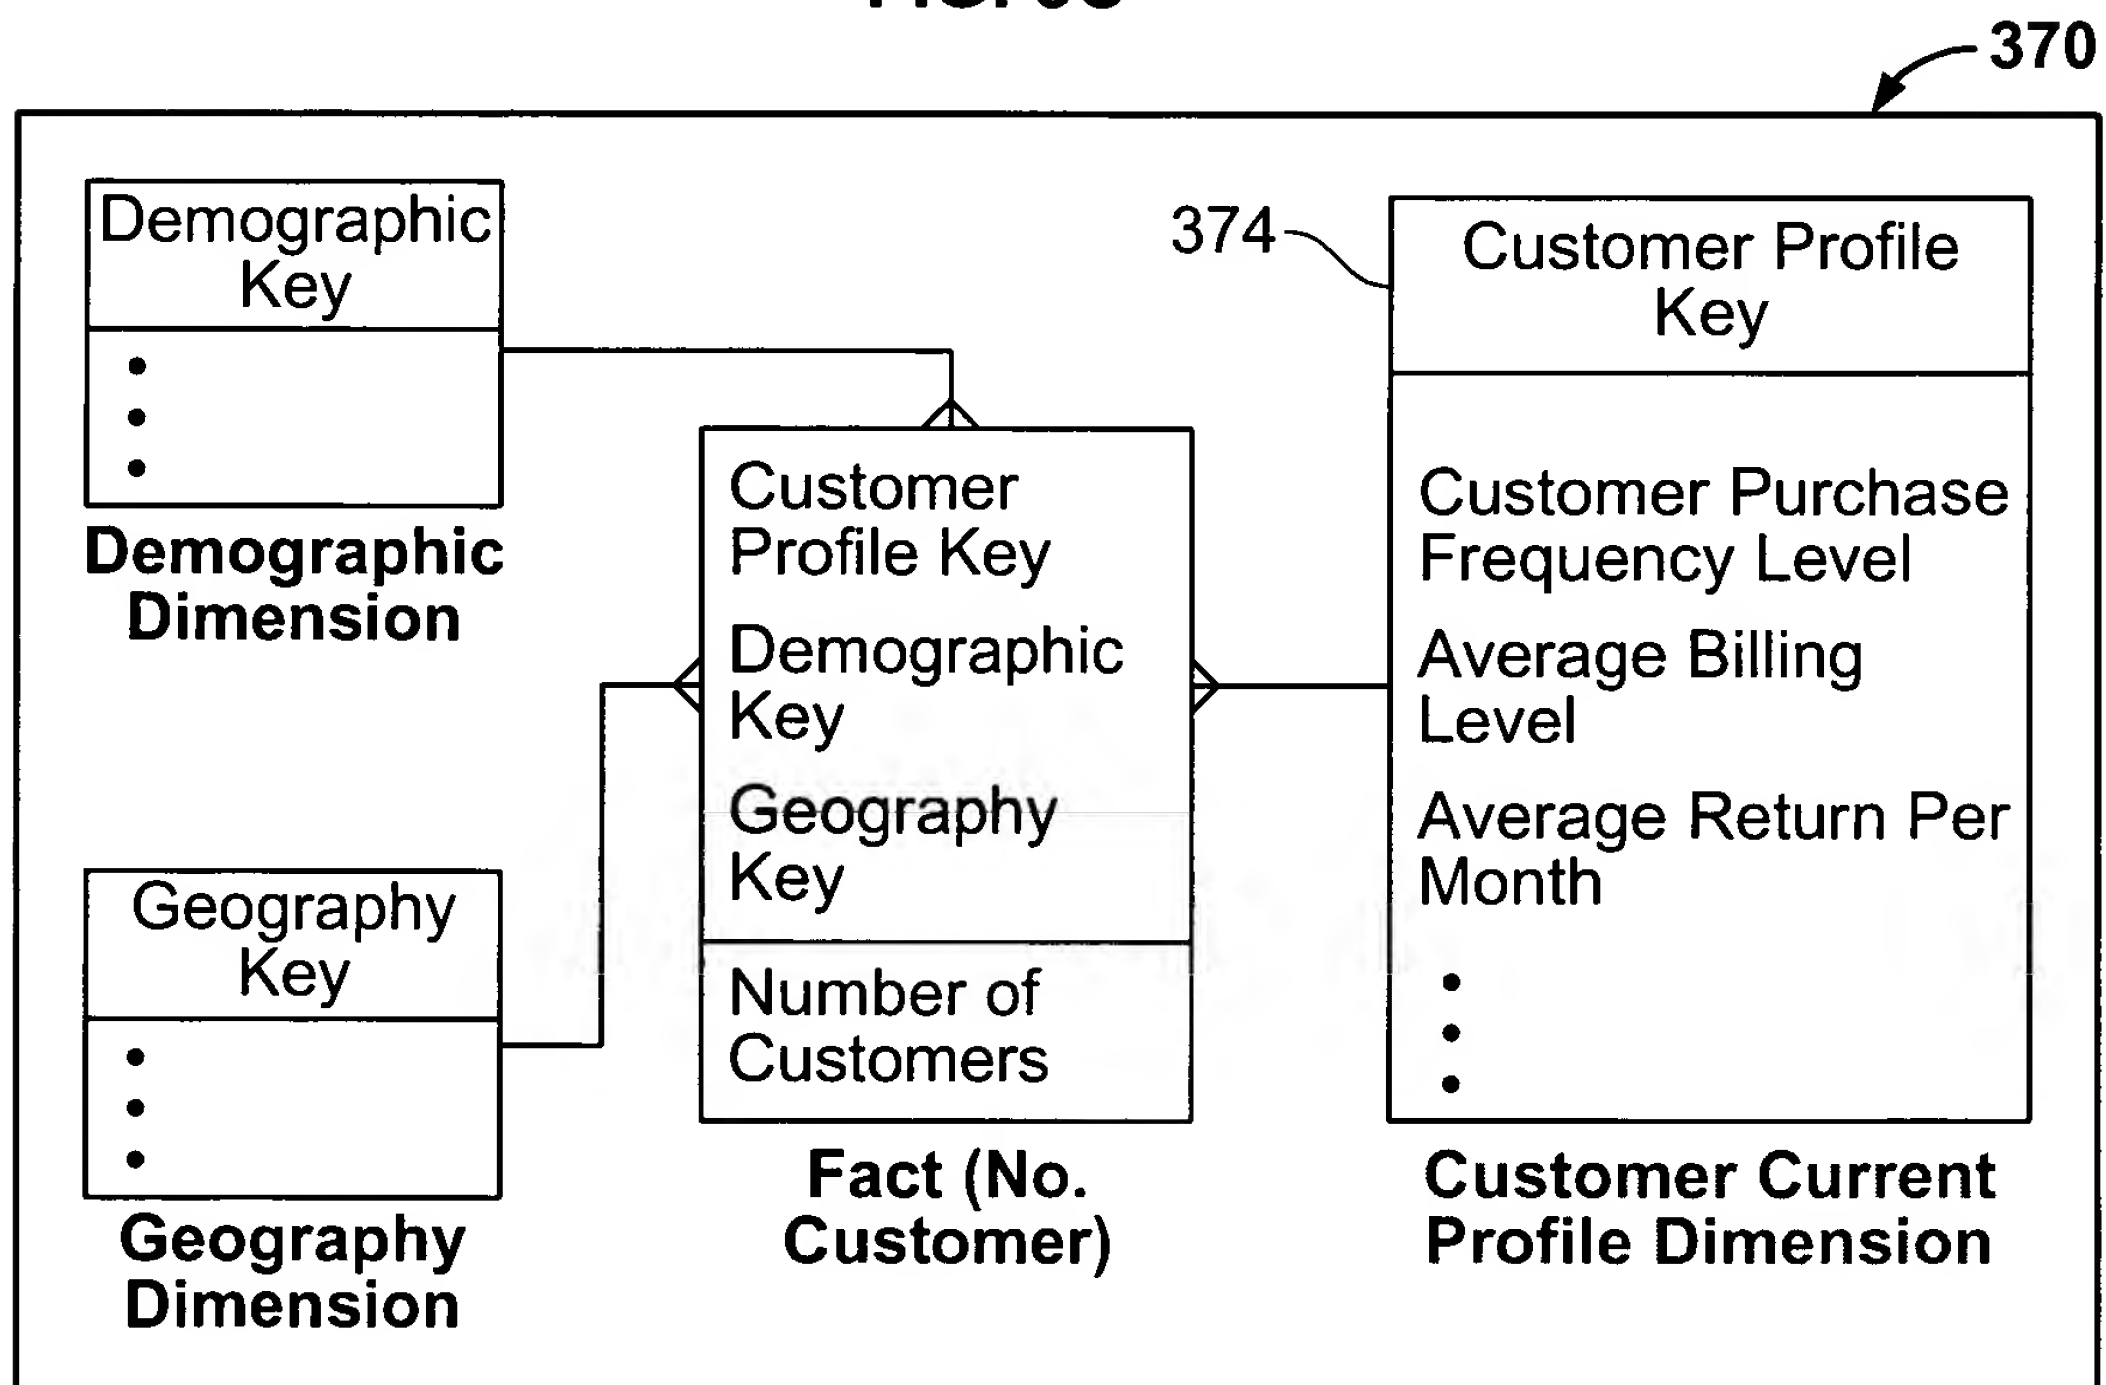 370
Demographic
Key
Demographic
Dimension
Geography
Key
Geography
Dimension
Customer
Profile Key
Demographic
Key
Geography
Key
Number of
Customers
Fact (No.
Customer)
374
Customer Profile
Key
Customer Purchase
Frequency Level
Average Billing
Level
Average Return Per
Month
Customer Current
Profile Dimension